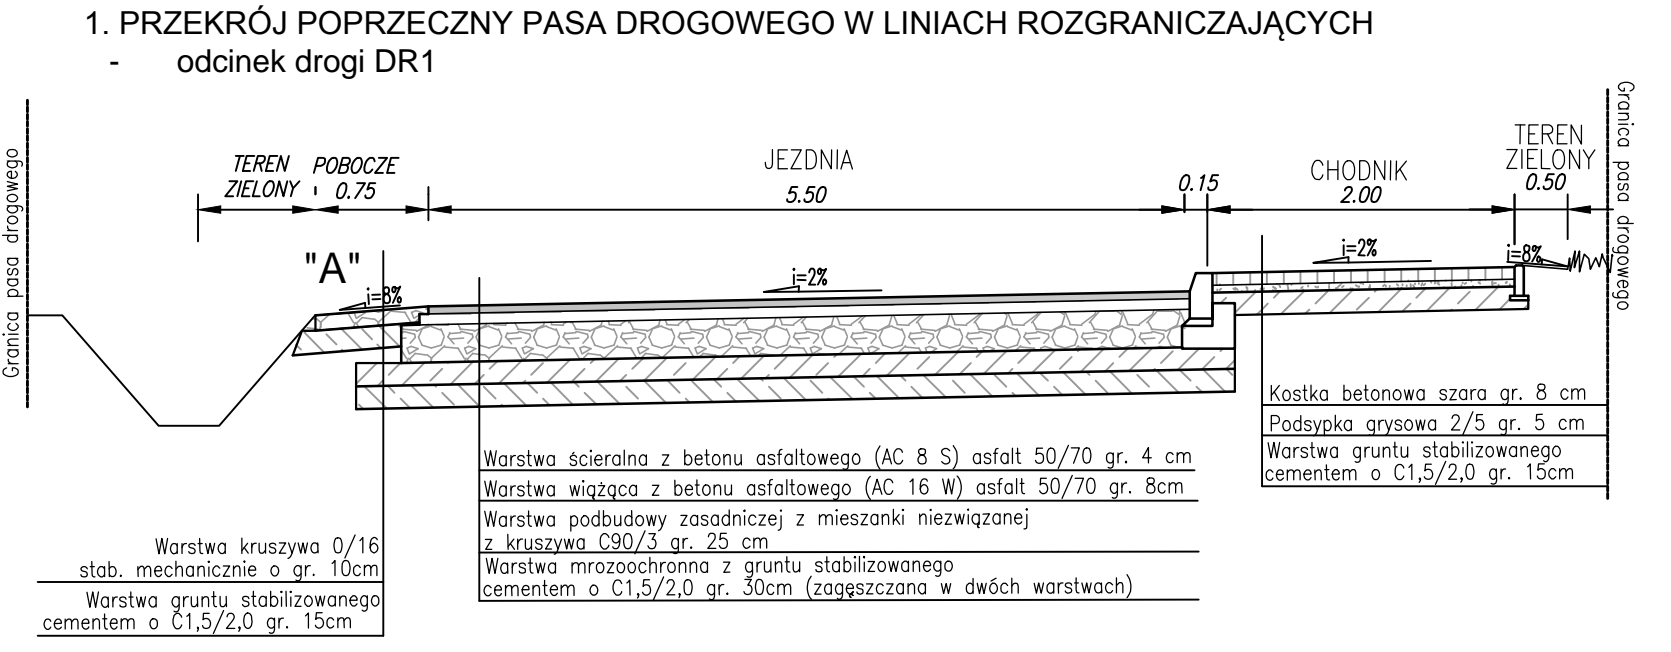 1. PRZEKRÓJ POPRZECZNY PASA DROGOWEGO W LINIACH ROZGRANICZAJĄCYCH
- odcinek drogi DR1
Granica pasa drogowego
TEREN
ZIELONY
POBOCZE
0.75
JEZDNIA
5.50
0.15
CHODNIK
2.00
TEREN
ZIELONY
0.50
Granica pasa drogowego
"A"
i=8%
i=2%
i=2%
i=8%
Kostka betonowa szara gr. 8 cm
Podsypka grysowa 2/5 gr. 5 cm
Warstwa gruntu stabilizowanego
cementem o C1,5/2,0 gr. 15cm
Warstwa ścieralna z betonu asfaltowego (AC 8 S) asfalt 50/70 gr. 4 cm
Warstwa wiążąca z betonu asfaltowego (AC 16 W) asfalt 50/70 gr. 8cm
Warstwa podbudowy zasadniczej z mieszanki niezwiązanej
z kruszywa C90/3 gr. 25 cm
Warstwa mrozoochronna z gruntu stabilizowanego
cementem o C1,5/2,0 gr. 30cm (zagęszczana w dwóch warstwach)
Warstwa kruszywa 0/16
stab. mechanicznie o gr. 10cm
Warstwa gruntu stabilizowanego
cementem o C1,5/2,0 gr. 15cm